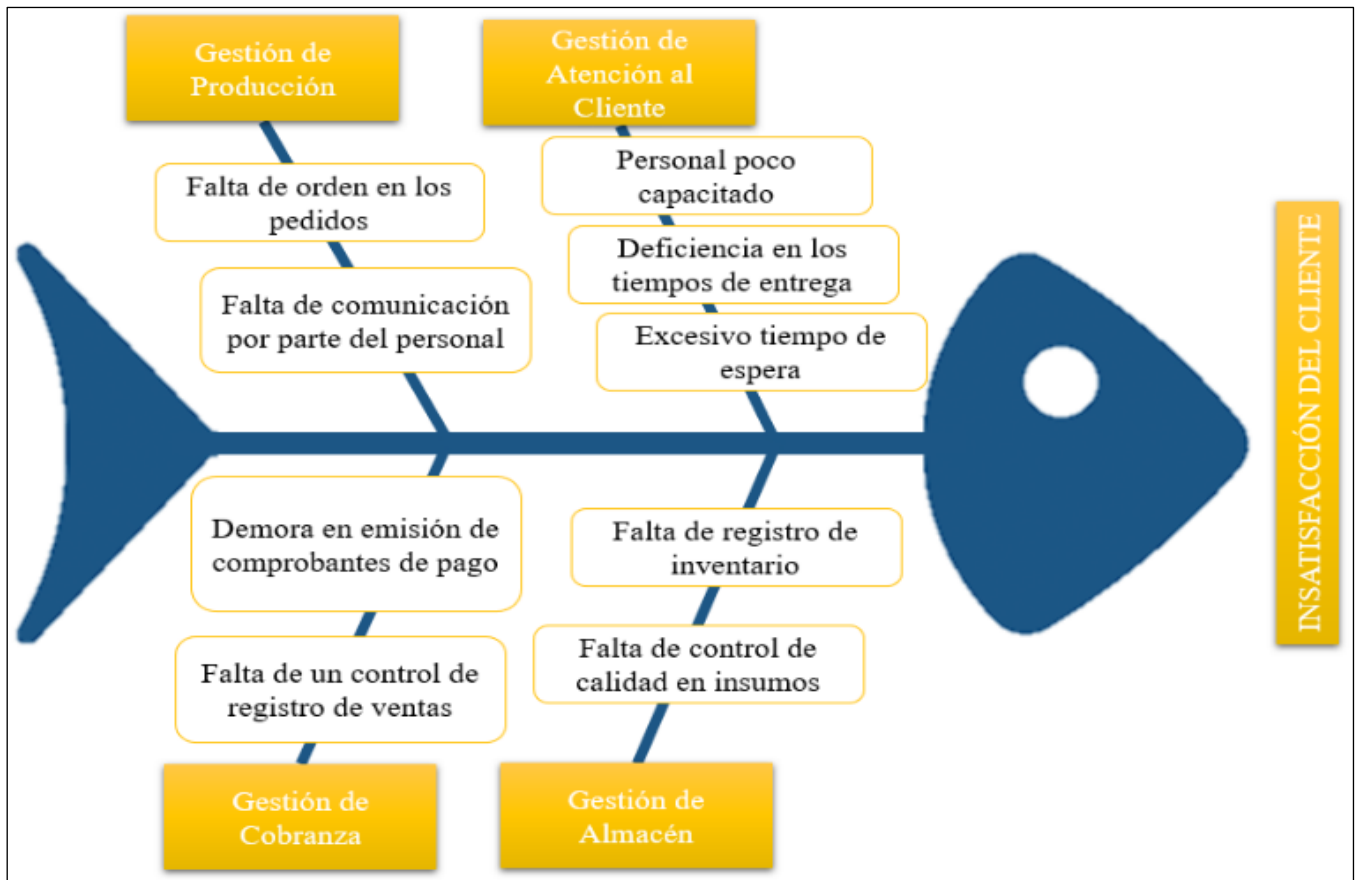 Gestión de
Producción
Falta de orden en los
pedidos
Falta de comunicación
por parte del personal
Gestión de
Atención al
Cliente
Personal poco
capacitado
Deficiencia en los
tiempos de entrega
Excesivo tiempo de
espera
Demora en emisión de
comprobantes de pago
Falta de un control de
registro de ventas
Gestión de
Cobranza
Falta de registro de
inventario
Falta de control de
calidad en insumos
Gestión de
Almacén
INSATISFACCIÓN DEL CLIENTE